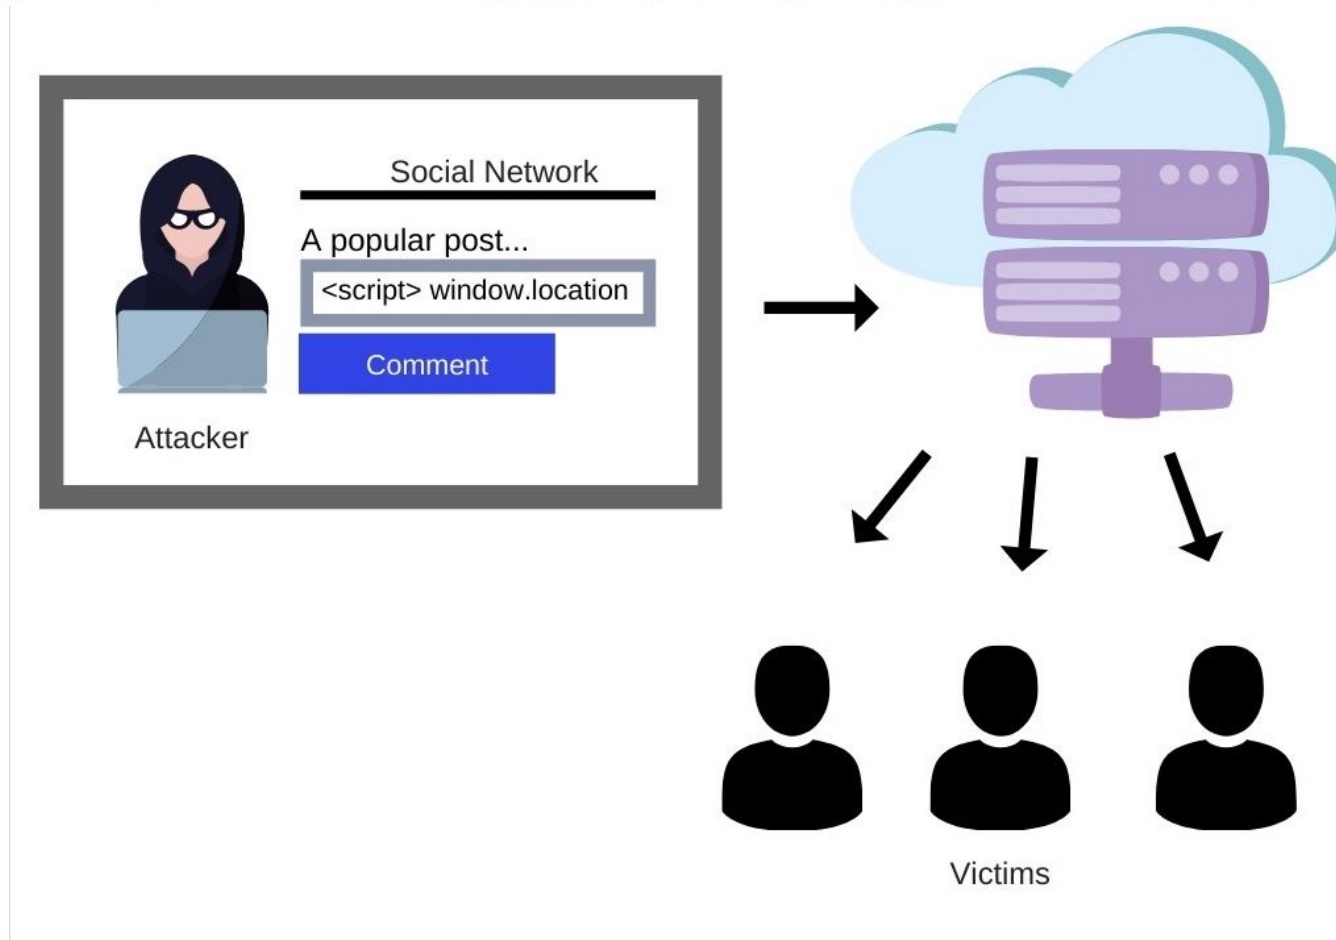 Social Network
A popular post...
<script> window.location
Comment
Attacker
Victims